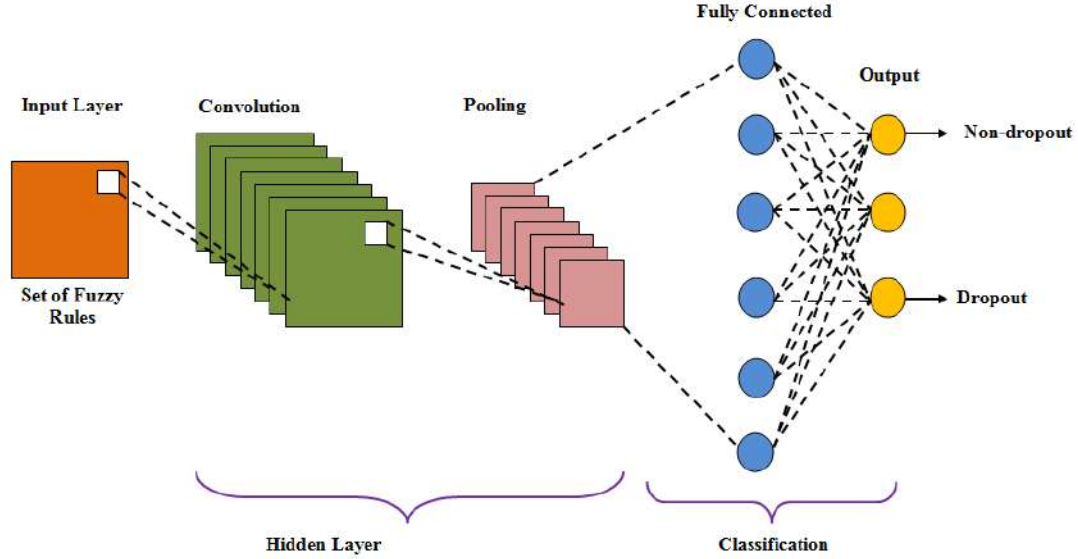 Fully Connected
Output
Input Layer
Convolution
Pooling
Non-dropout
Set of Fuzzy
Rules
Dropout
Hidden Layer
Classification